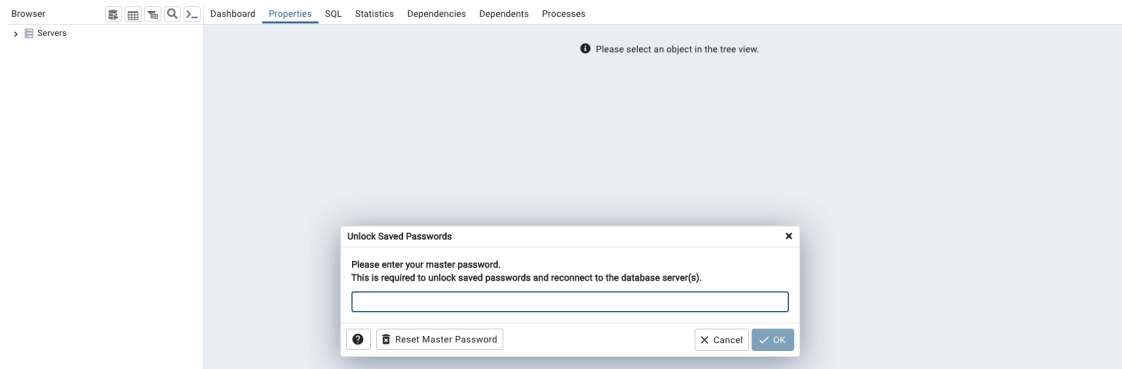 Browser
Dashboard Properties SQL Statistics Dependencies Dependents Processes
Servers
Please select an object in the tree view.
Unlock Saved Passwords
Please enter your master password.
This is required to unlock saved passwords and reconnect to the database server(s).
Reset Master Password
Cancel
OK